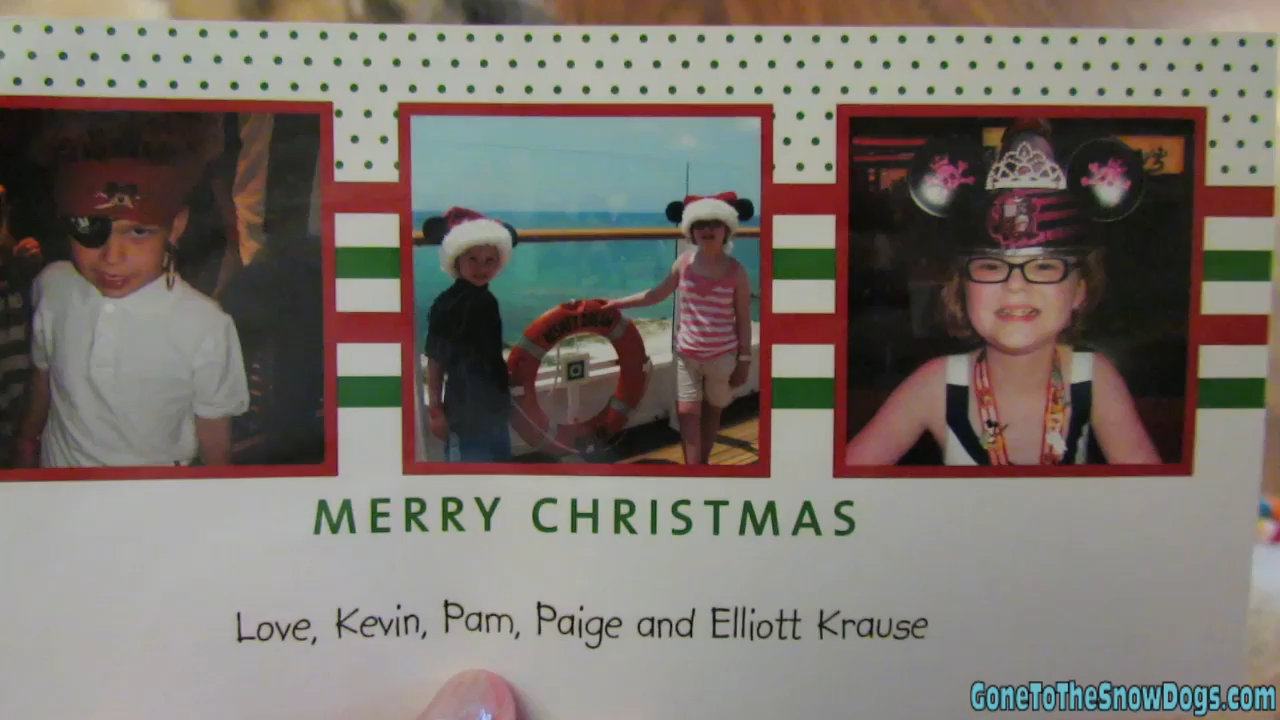 MERRY CHRISTMAS
Love, Kevin, Pam, Paige and Elliott Krause
GoneToTheSnowDogs.com